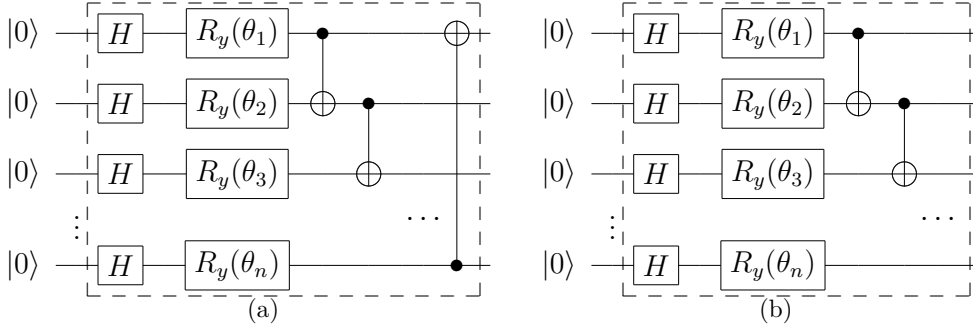 |0⟩ H R_y(θ_1) |0⟩ H R_y(θ_1)
|0⟩ H R_y(θ_2) |0⟩ H R_y(θ_2)
|0⟩ H R_y(θ_3) |0⟩ H R_y(θ_3)
⋮ ... ⋮ ...
|0⟩ H R_y(θ_n) |0⟩ H R_y(θ_n)
(a) (b)